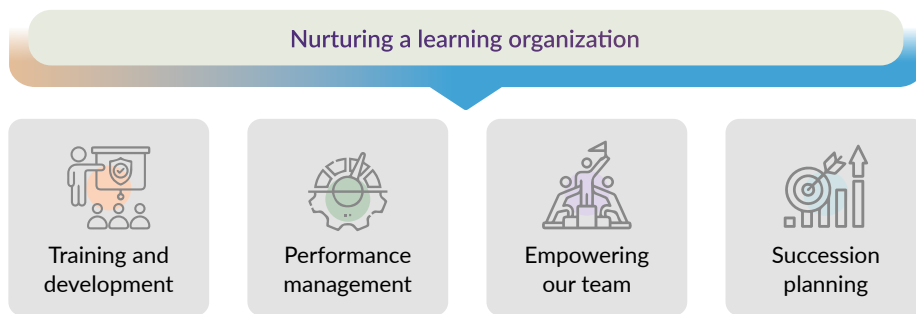 Nurturing a learning organization
Training and
development
Performance
management
Empowering
our team
Succession
planning